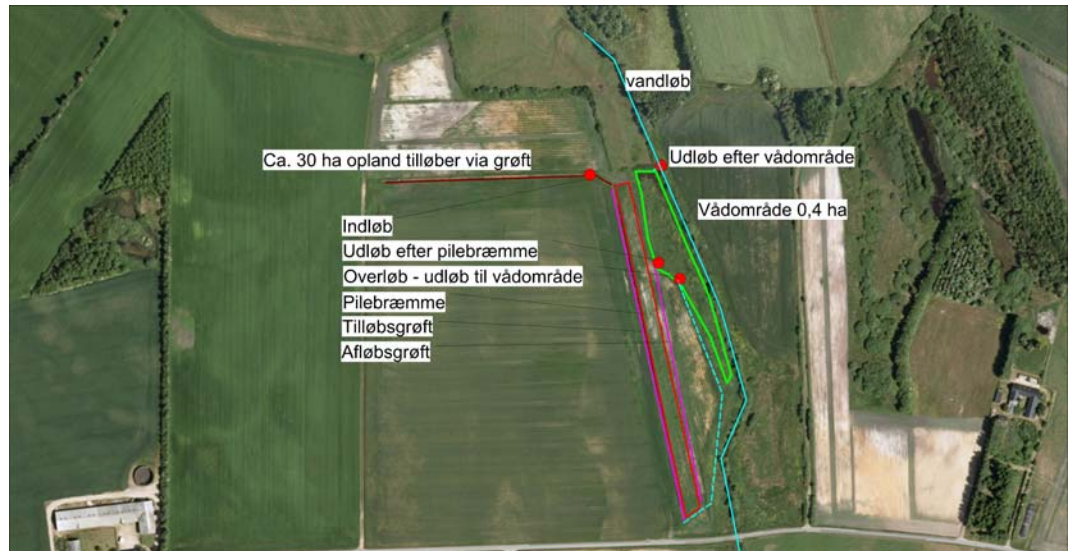 vandløb
Ca. 30 ha opland tilløber via grøft
Udløb efter vådområde
Vådområde 0,4 ha
Indløb
Udløb efter pilebræmme
Overløb - udløb til vådområde
Pilebræmme
Tilløbsgrøft
Afløbsgrøft